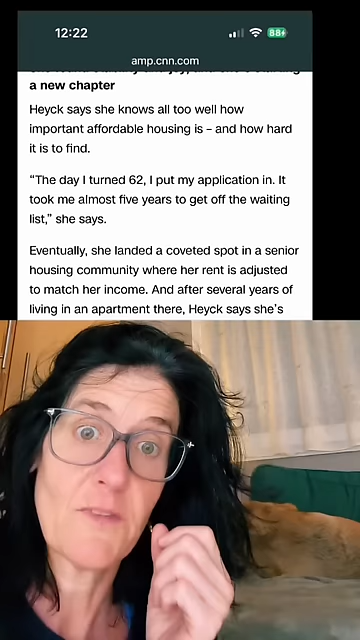 12:22
88
amp.cnn.com
a new chapter
Heyck says she knows all too well how
important affordable housing is – and how hard
it is to find.
“The day I turned 62, I put my application in. It
took me almost five years to get off the waiting
list,” she says.
Eventually, she landed a coveted spot in a senior
housing community where her rent is adjusted
to match her income. And after several years of
living in an apartment there, Heyck says she’s